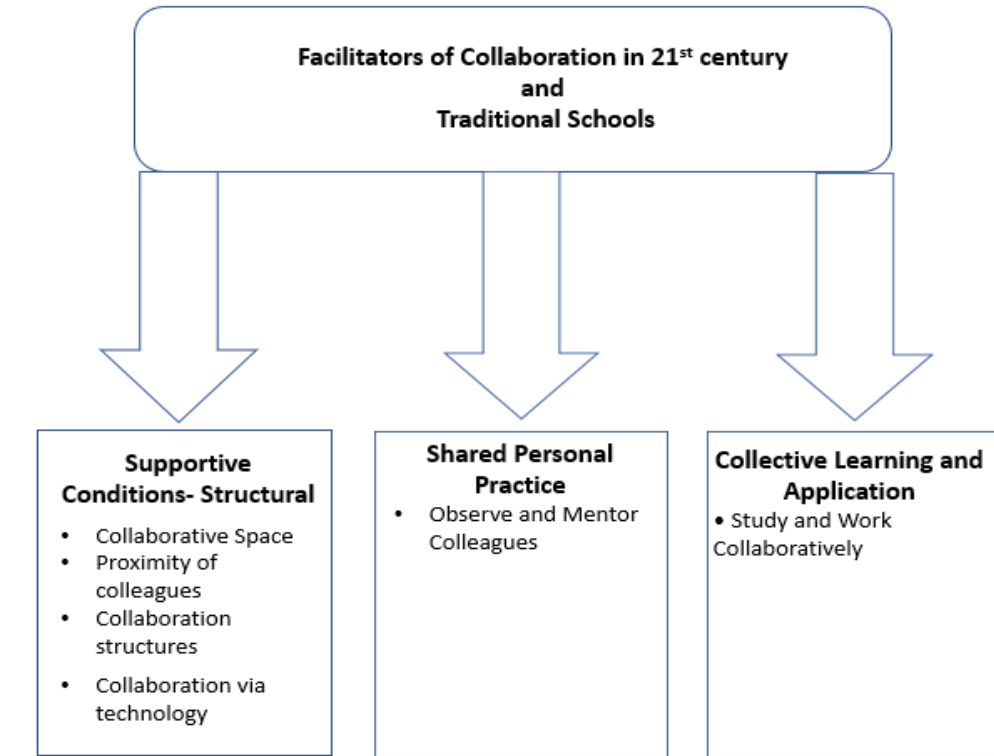 Facilitators of Collaboration in 21st century
and
Traditional Schools
Supportive
Conditions- Structural
• Collaborative Space
• Proximity of
colleagues
• Collaboration
structures
• Collaboration via
technology
Shared Personal
Practice
• Observe and Mentor
Colleagues
Collective Learning and
Application
• Study and Work
Collaboratively